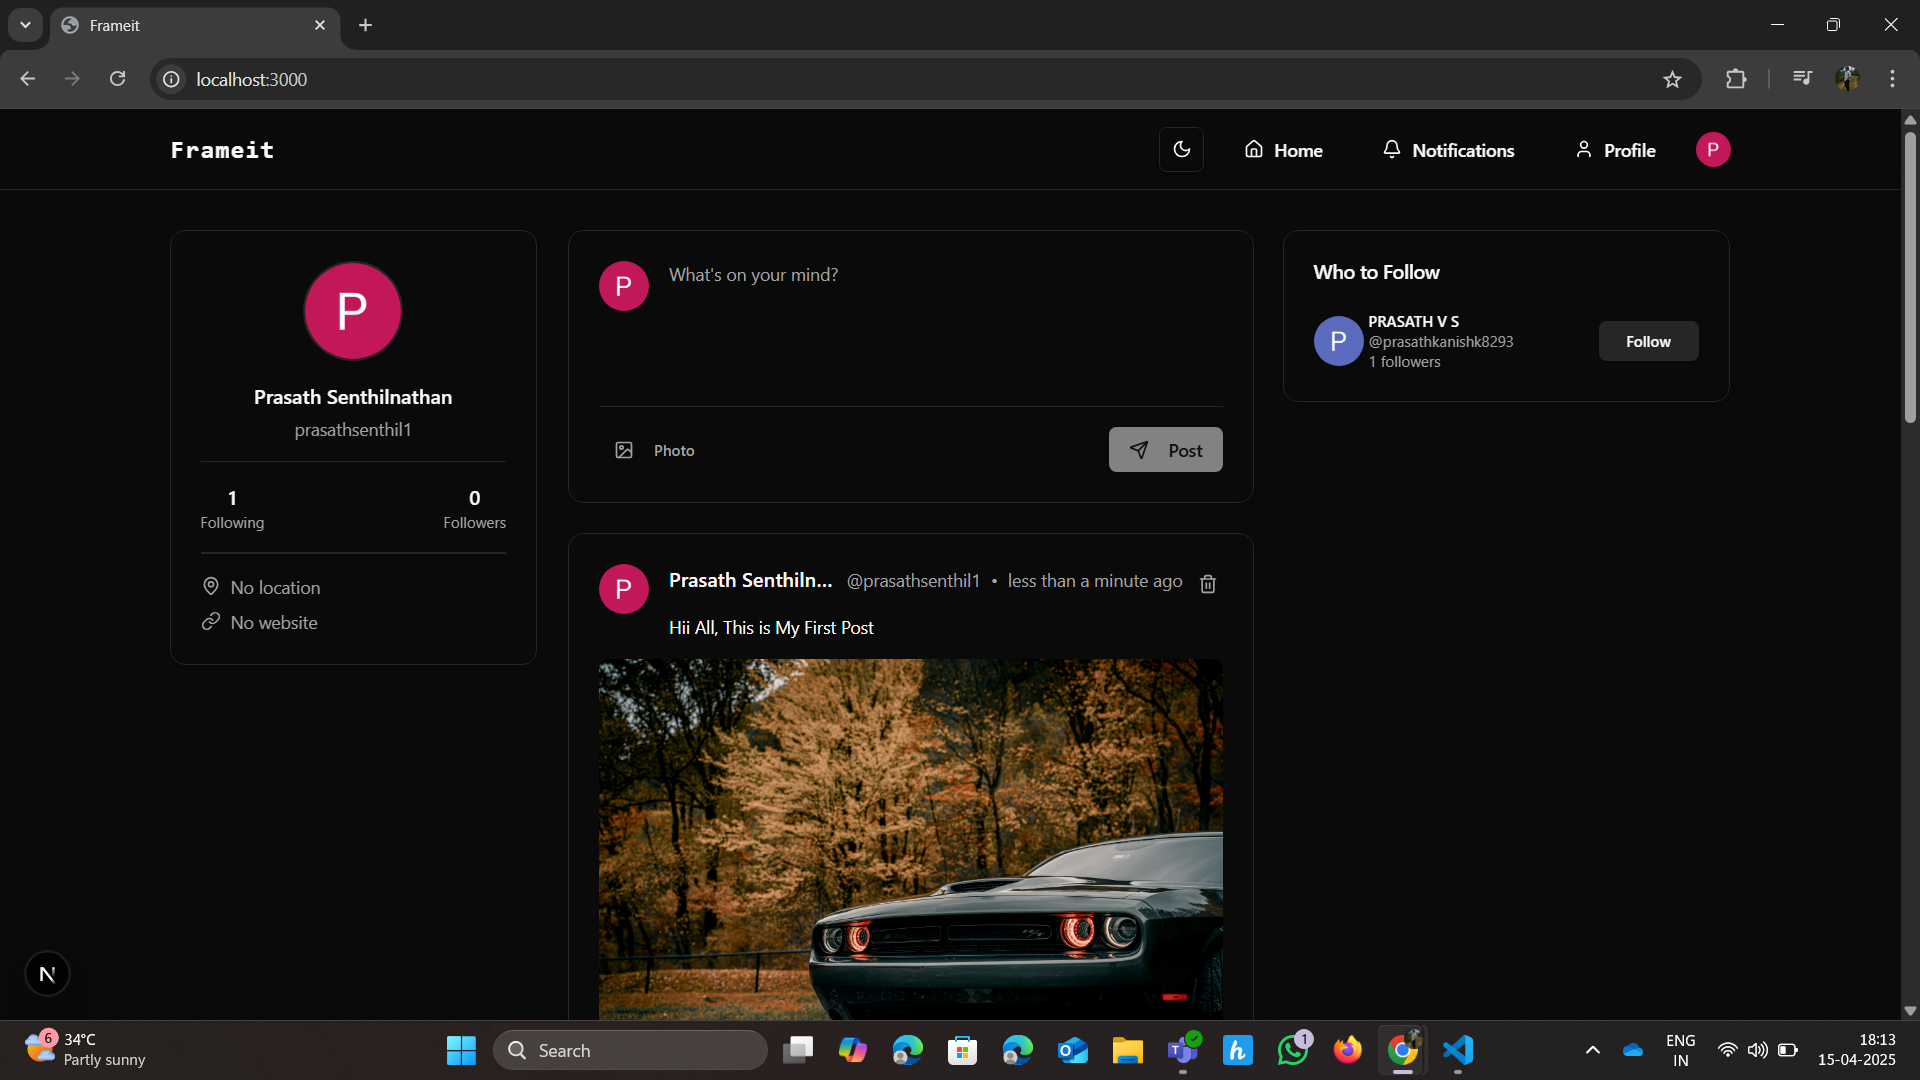 Frameit
localhost:3000
Frameit
Home
Notifications
Profile
P
P
Prasath Senthilnathan
prasathsenthil1
1
Following
0
Followers
No location
No website
P
What's on your mind?
Photo
Post
P
Prasath Senthiln...
@prasathsenthil1 • less than a minute ago
Hii All, This is My First Post
Who to Follow
P
PRASATH V S
@prasathkanishk8293
1 followers
Follow
N
6
34°C
Partly sunny
Search
1
ENG
IN
18:13
15-04-2025